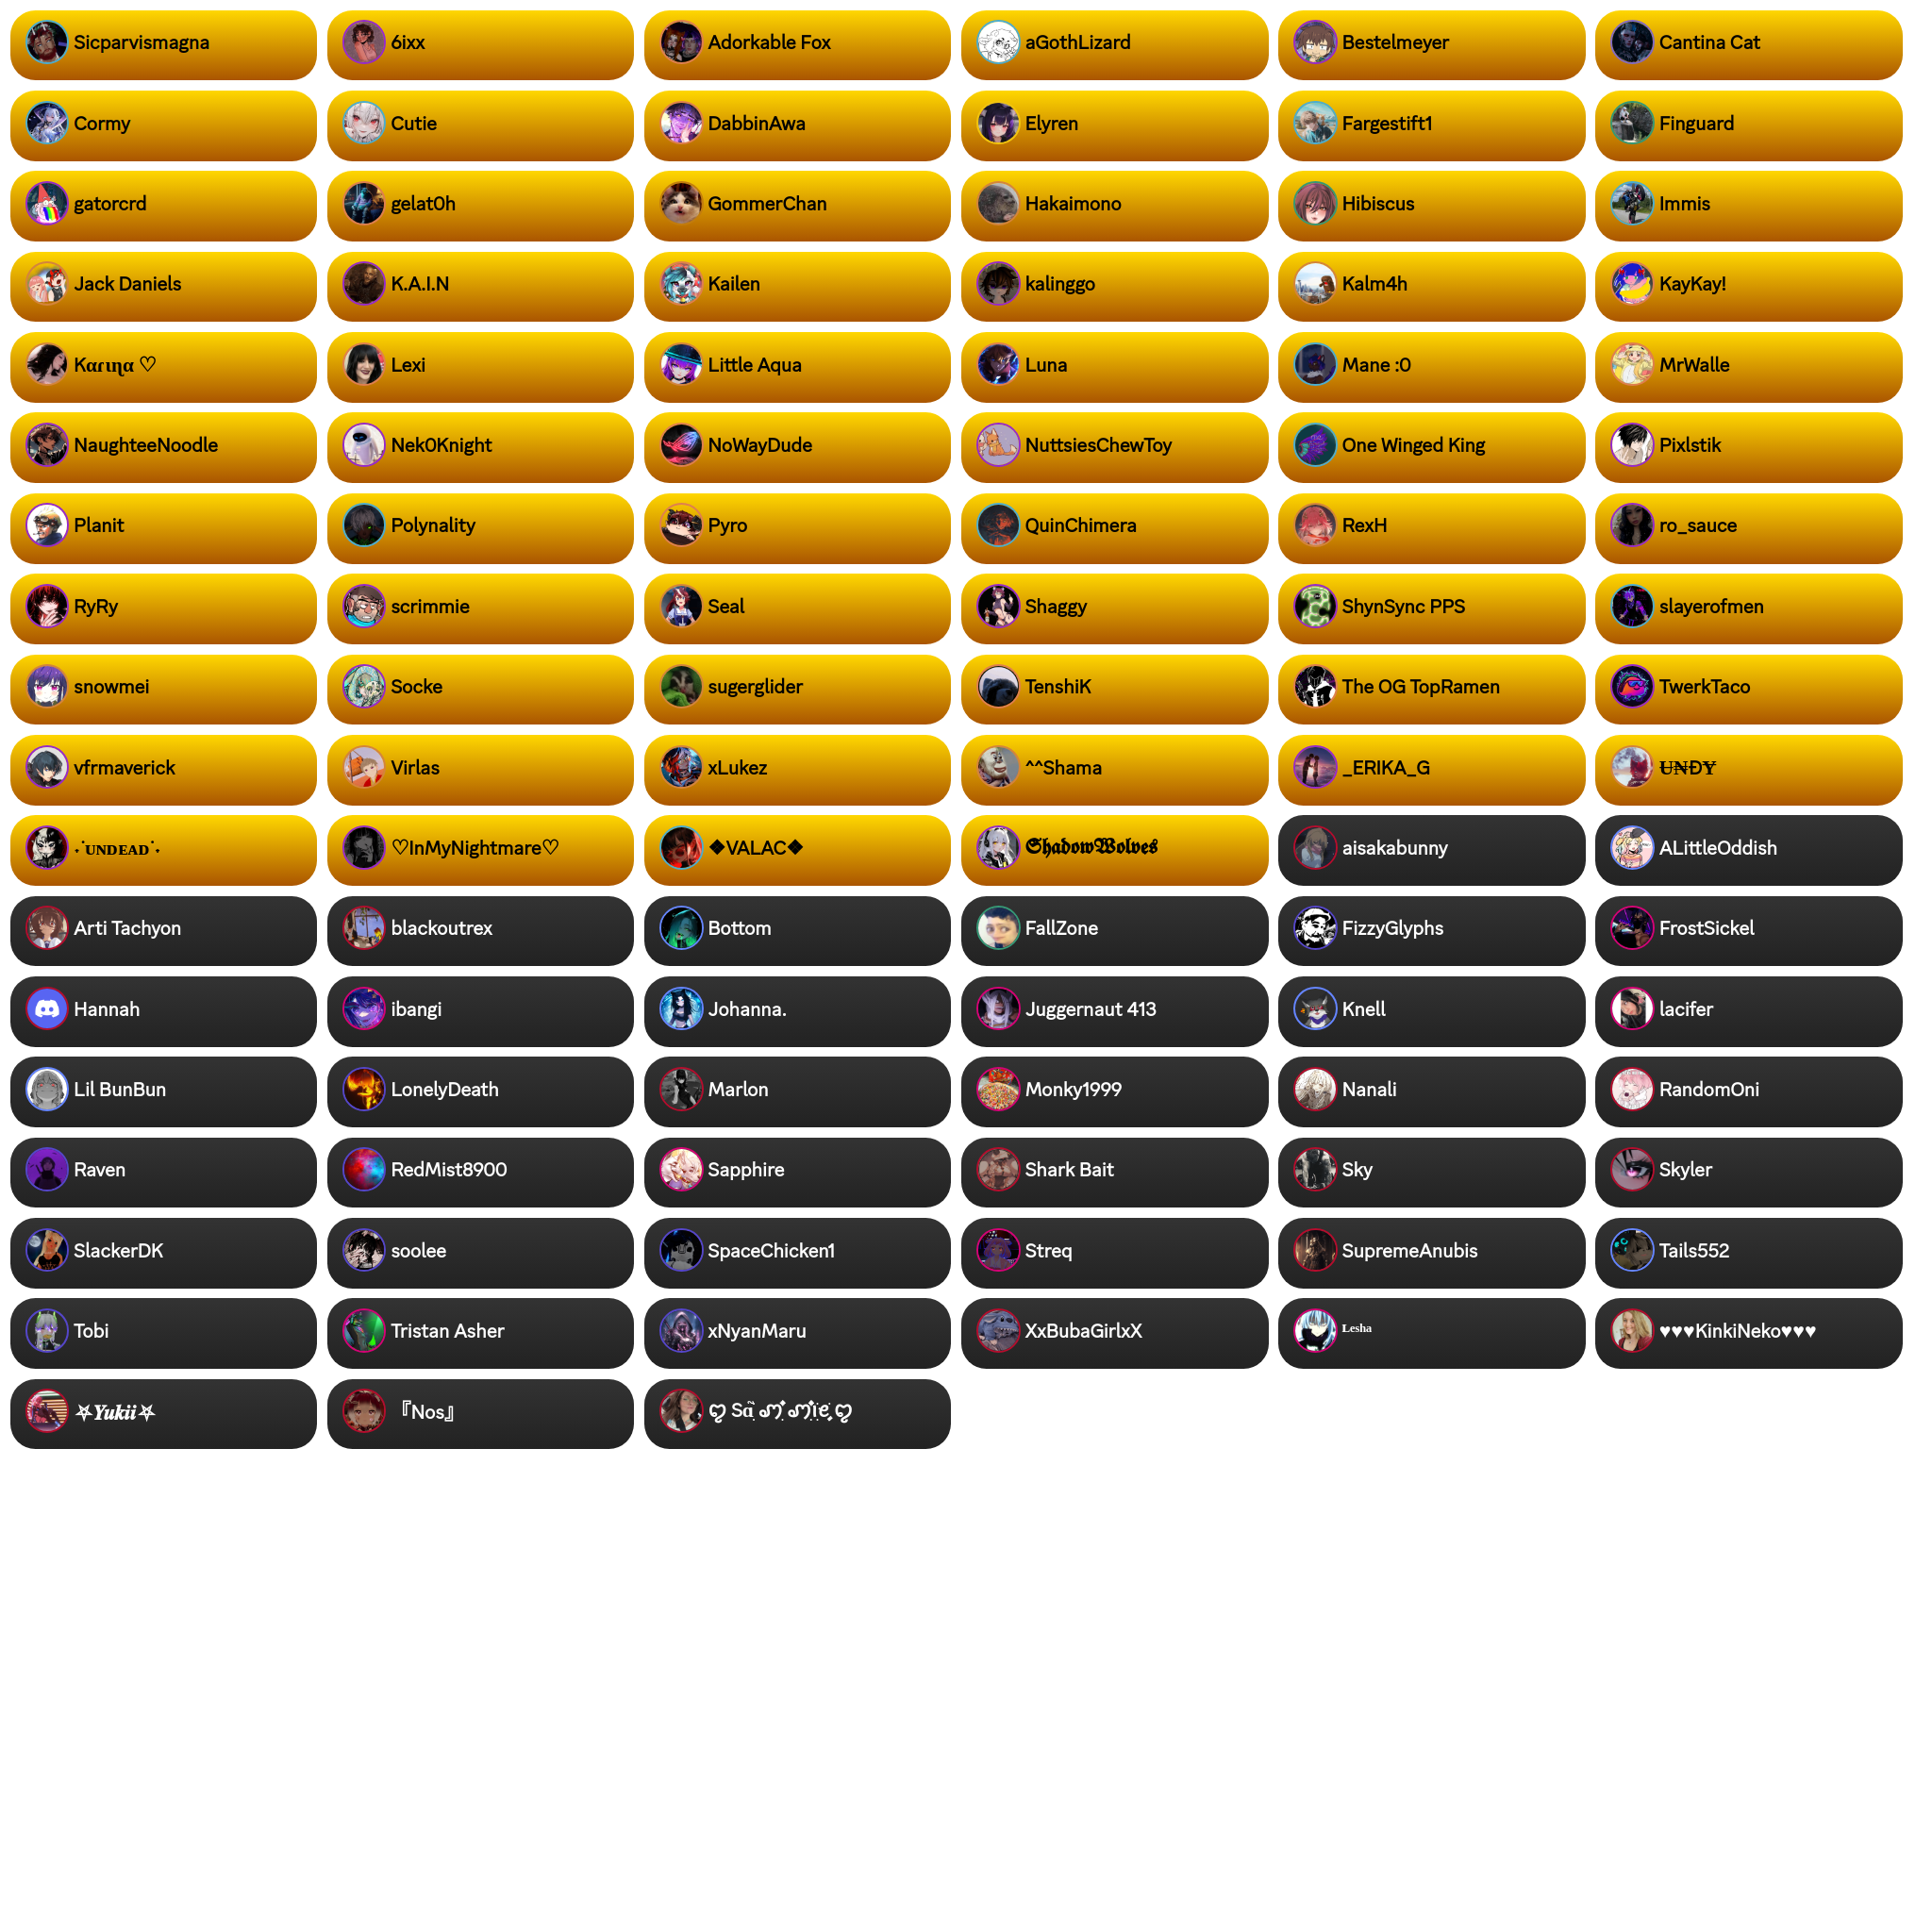 Sicparvismagna 6ixx Adorkable Fox aGothLizard Bestelmeyer Cantina Cat
Cormy Cutie DabbinAwa Elyren Fargestift1 Finguard
gatorcrd gelat0h GommerChan Hakaimono Hibiscus Immis
Jack Daniels K.A.I.N Kailen kalinggo Kalm4h KayKay!
Kαɾιɳα ♡ Lexi Little Aqua Luna Mane :0 MrWalle
NaughteeNoodle Nek0Knight NoWayDude NuttsiesChewToy One Winged King Pixlstik
Planit Polynality Pyro QuinChimera RexH ro_sauce
RyRy scrimmie Seal Shaggy ShynSync PPS slayerofmen
snowmei Socke sugerglider TenshiK The OG TopRamen TwerkTaco
vfrmaverick Virlas xLukez ^^Shama _ERIKA_G U̶N̶D̶Y̶
˖˙ᴜɴᴅᴇᴀᴅ˙˖ ♡InMyNightmare♡ ❖VALAC❖ 𝕾𝖍𝖆𝖉𝖔𝖜𝖂𝖔𝖑𝖛𝖊𝖘 aisakabunny ALittleOddish
Arti Tachyon blackoutrex Bottom FallZone FizzyGlyphs FrostSickel
Hannah ibangi Johanna. Juggernaut 413 Knell lacifer
Lil BunBun LonelyDeath Marlon Monky1999 Nanali RandomOni
Raven RedMist8900 Sapphire Shark Bait Sky Skyler
SlackerDK soolee SpaceChicken1 Streq SupremeAnubis Tails552
Tobi Tristan Asher xNyanMaru XxBubaGirlxX ᴸᵉˢʰᵃ ♥♥♥KinkiNeko♥♥♥
⛧𝒀𝒖𝒌𝒊𝒊⛧ 『Nos』